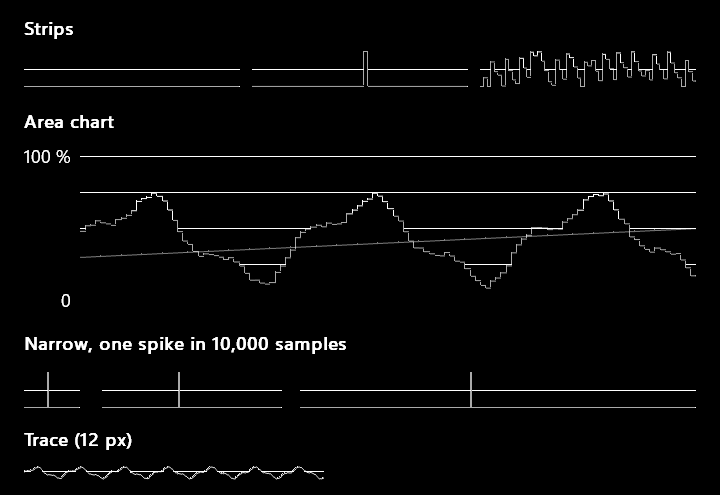 Strips
Area chart
100 %
0
Narrow, one spike in 10,000 samples
Trace (12 px)